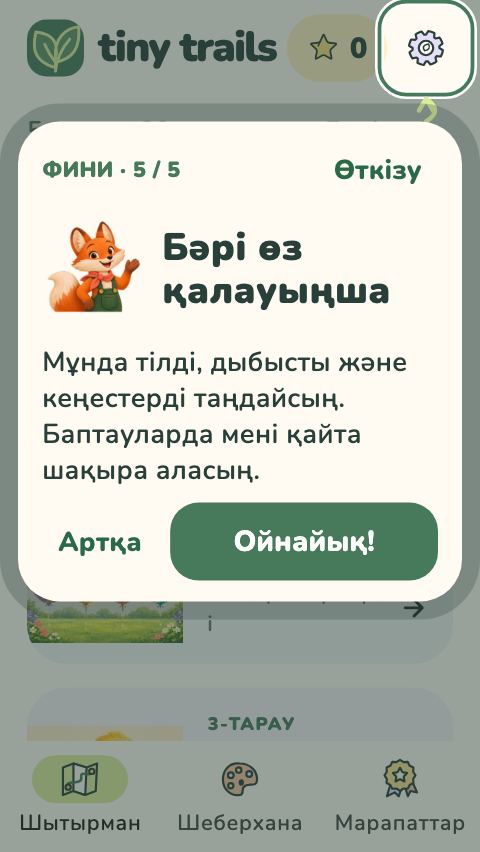 tiny trails
0
ФИНИ · 5 / 5
Өткізу
Бәрі өз
қалауыңша
Мұнда тілді, дыбысты және
кеңестерді таңдайсың.
Баптауларда мені қайта
шақыра аласың.
Артқа
Ойнайық!
і
3-ТАРАУ
Шытырман
Шеберхана
Марапаттар